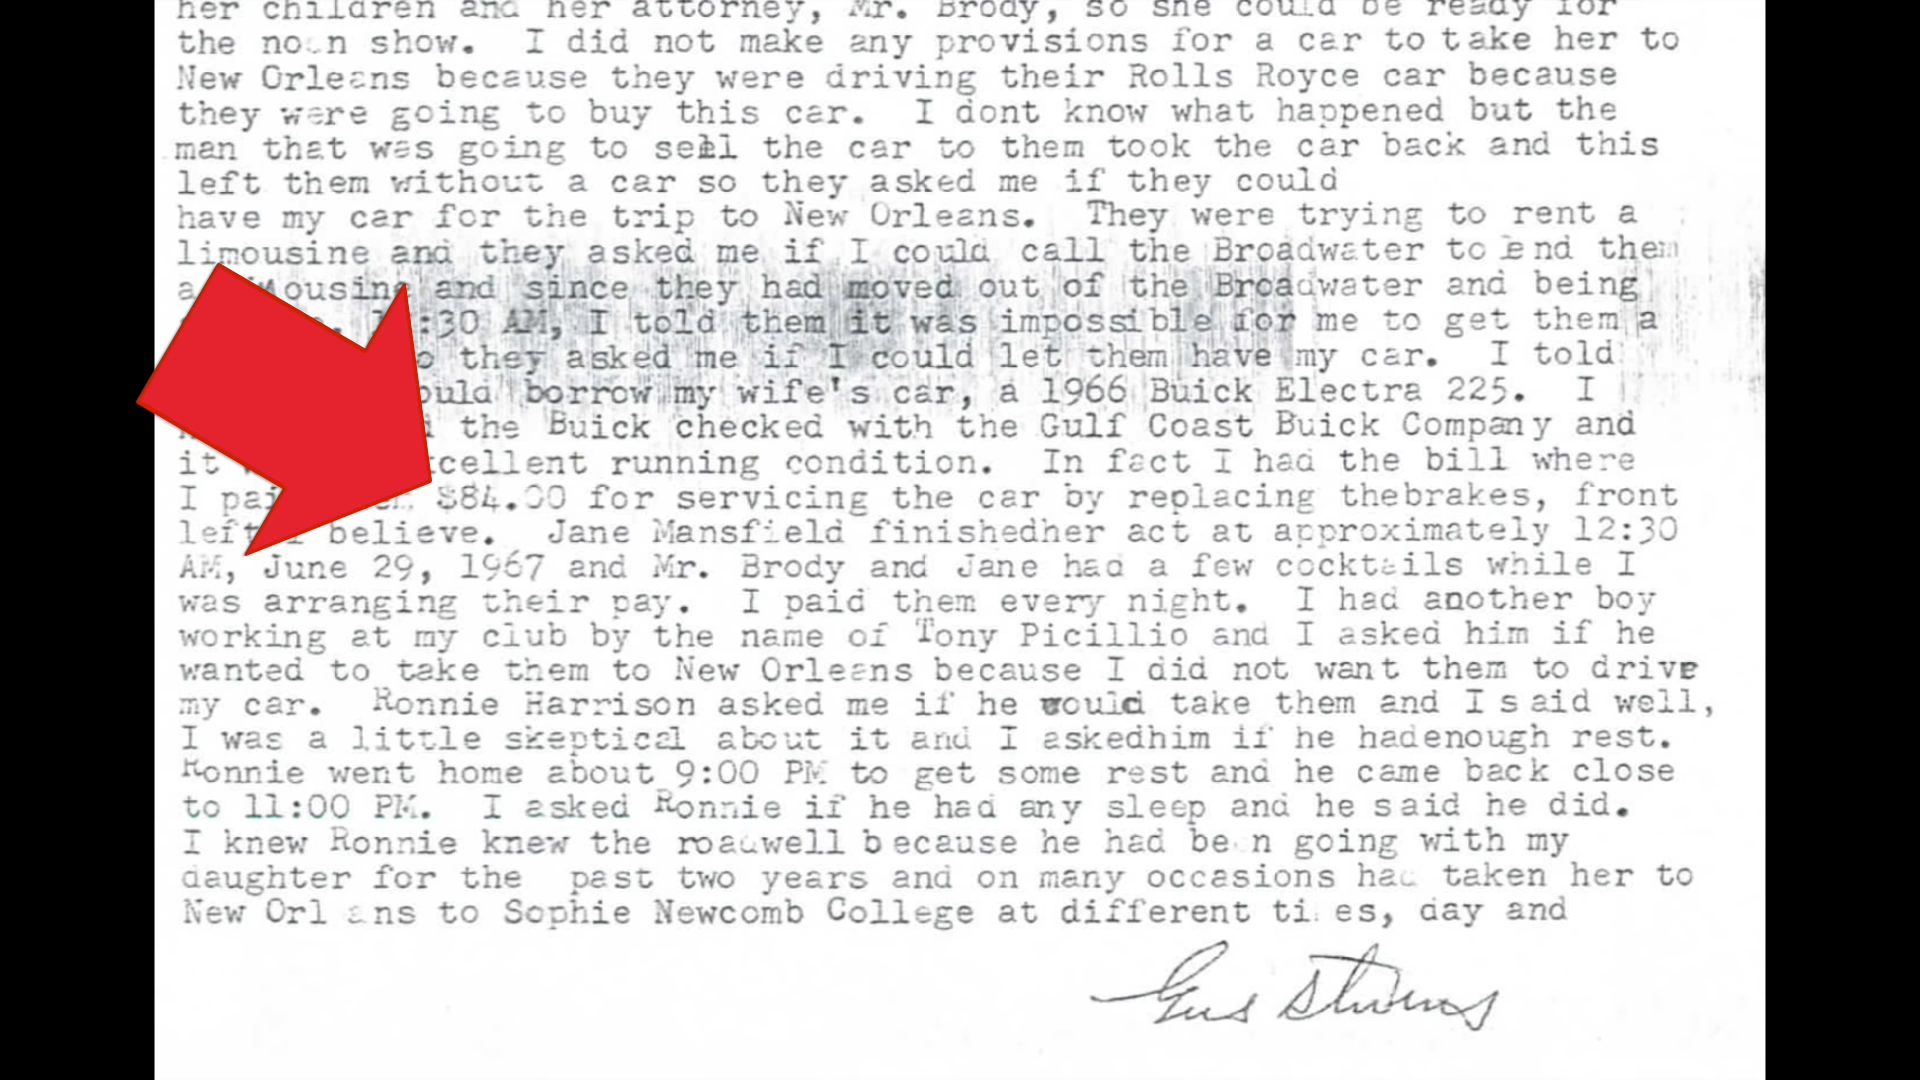 her children and her attorney, Mr. Brody, so she could be ready for
the noon show. I did not make any provisions for a car to take her to
New Orleans because they were driving their Rolls Royce car because
they were going to buy this car. I dont know what happened but the
man that was going to sell the car to them took the car back and this
left them without a car so they asked me if they could
have my car for the trip to New Orleans. They were trying to rent a
limousine and they asked me if I could call the Broadwater to end them
a limousine and since they had moved out of the Broadwater and being
:30 AM, I told them it was impossible for me to get them a
they asked me if I could let them have my car. I told
could borrow my wife's car, a 1966 Buick Electra 225. I
the Buick checked with the Gulf Coast Buick Company and
it excellent running condition. In fact I had the bill where
I paid $84.00 for servicing the car by replacing thebrakes, front
left I believe. Jane Mansfield finishedher act at approximately 12:30
AM, June 29, 1967 and Mr. Brody and Jane had a few cocktails while I
was arranging their pay. I paid them every night. I had another boy
working at my club by the name of Tony Picillio and I asked him if he
wanted to take them to New Orleans because I did not want them to drive
my car. Ronnie Harrison asked me if he would take them and I said well,
I was a little skeptical about it and I askedhim if he hadenough rest.
Ronnie went home about 9:00 PM to get some rest and he came back close
to 11:00 PM. I asked Ronnie if he had any sleep and he said he did.
I knew Ronnie knew the roadwell because he had been going with my
daughter for the past two years and on many occasions had taken her to
New Orleans to Sophie Newcomb College at different times, day and
Gus Stevens